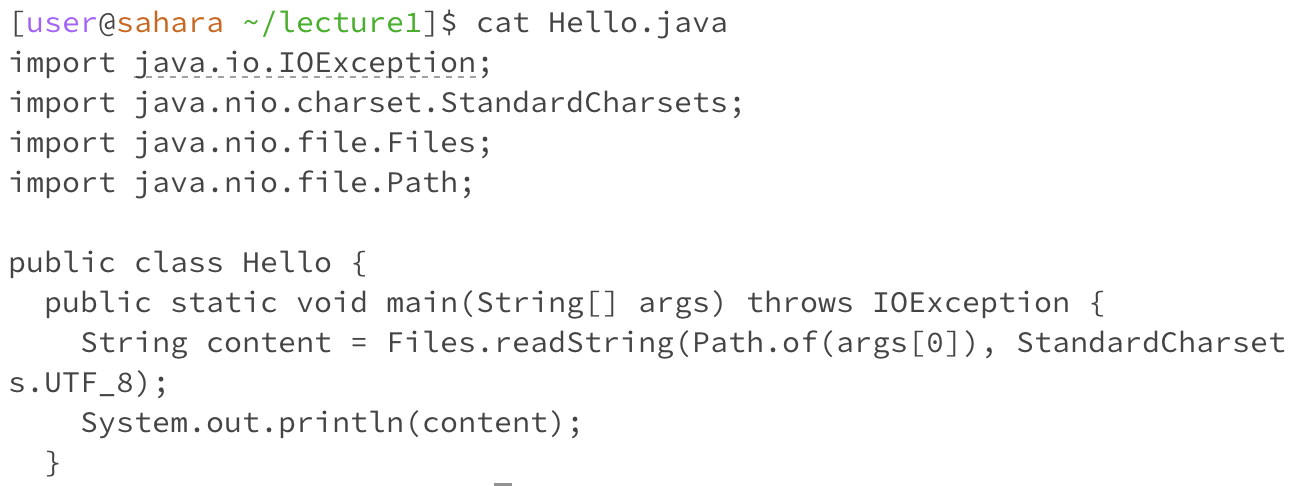 [user@sahara ~/lecture1]$ cat Hello.java
import java.io.IOException;
import java.nio.charset.StandardCharsets;
import java.nio.file.Files;
import java.nio.file.Path;

public class Hello {
  public static void main(String[] args) throws IOException {
    String content = Files.readString(Path.of(args[0]), StandardCharset
s.UTF_8);
    System.out.println(content);
  }